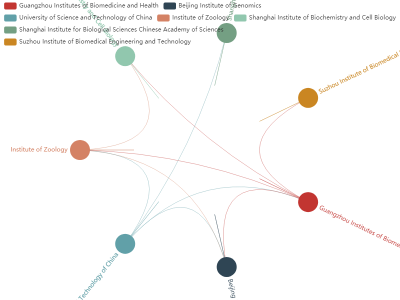 Guangzhou Institutes of Biomedicine and Health Beijing Institute of Genomics
University of Science and Technology of China Institute of Zoology Shanghai Institute of Biochemistry and Cell Biology
Shanghai Institute for Biological Sciences Chinese Academy of Sciences
Suzhou Institute of Biomedical Engineering and Technology
Suzhou Institute of Biomedical
Institute of Zoology
Guangzhou Institutes of Biome
Technology of China
Beijing